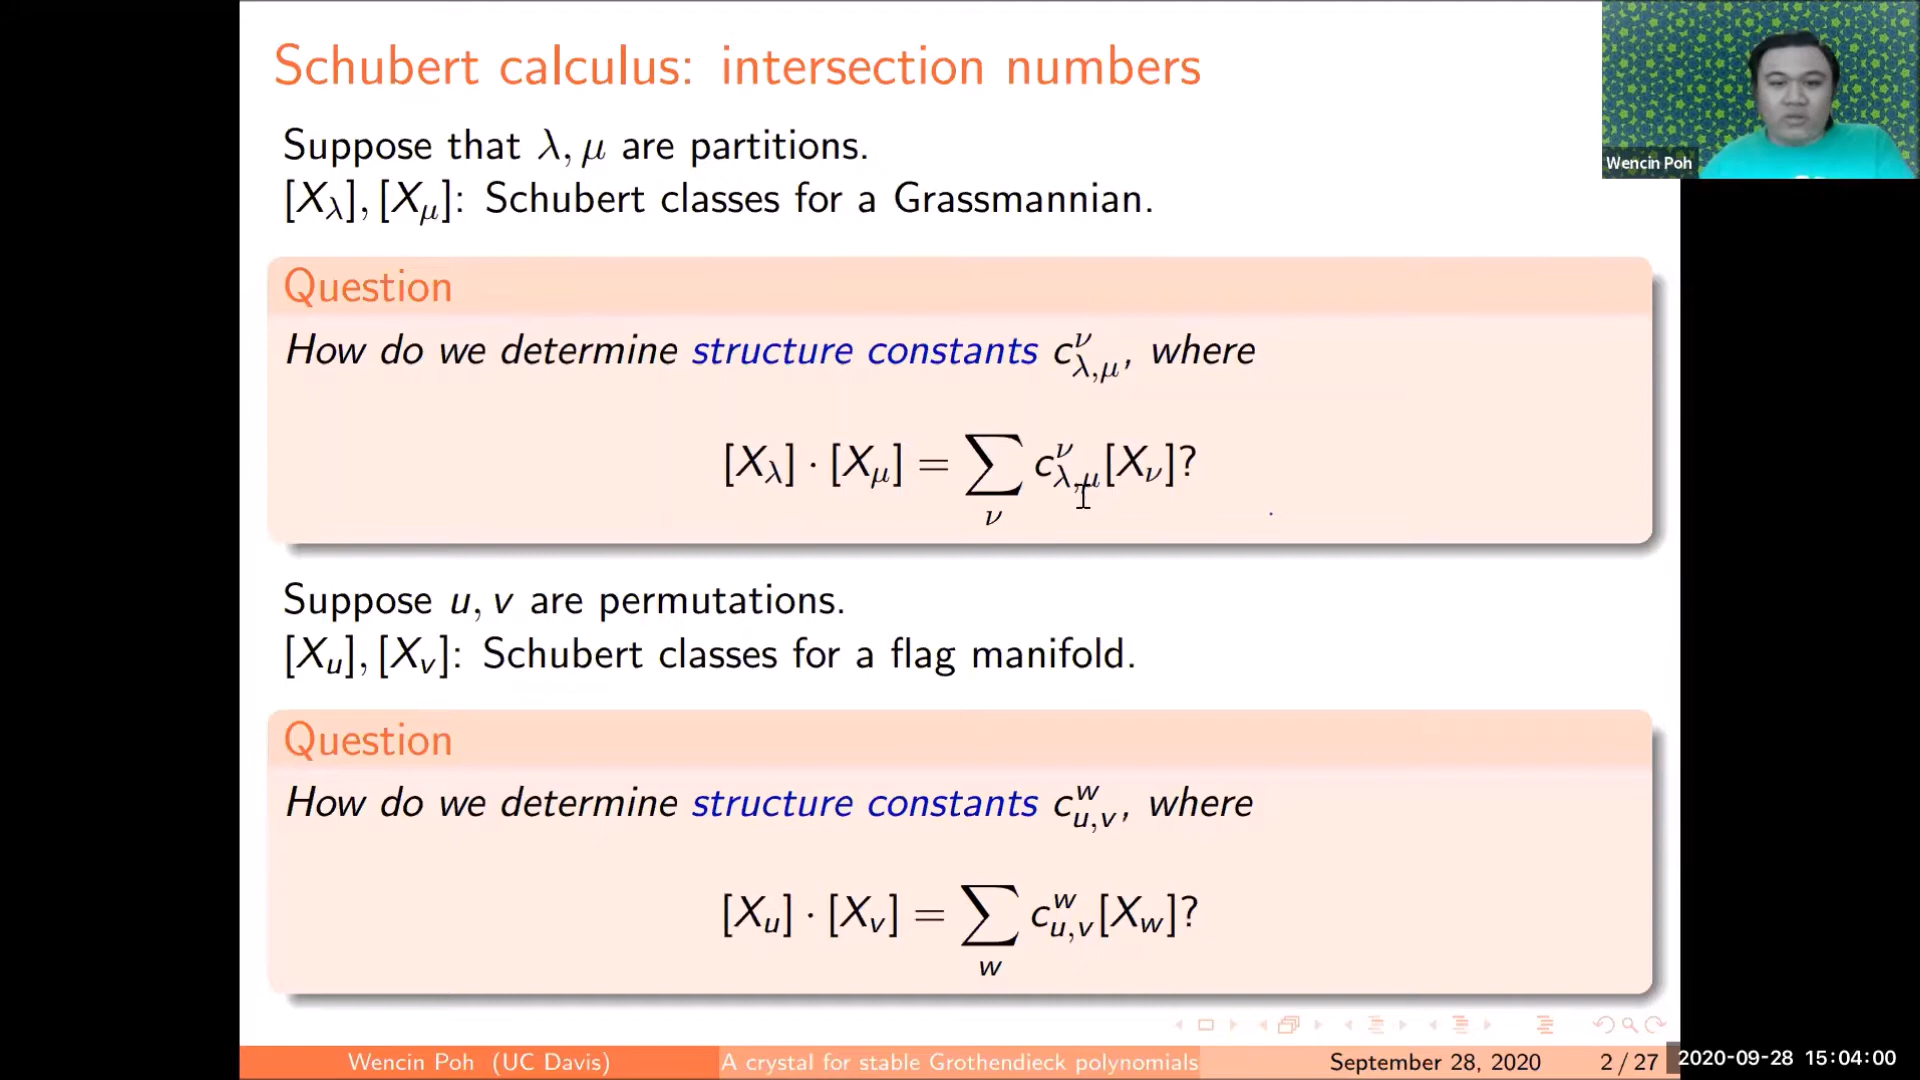 Schubert calculus: intersection numbers
Suppose that λ, μ are partitions.
[X_λ], [X_μ]: Schubert classes for a Grassmannian.
Question
How do we determine structure constants c^ν_{λ,μ}, where
[X_λ] · [X_μ] = ∑_ν c^ν_{λ,μ}[X_ν]?
Suppose u, v are permutations.
[X_u], [X_v]: Schubert classes for a flag manifold.
Question
How do we determine structure constants c^w_{u,v}, where
[X_u] · [X_v] = ∑_w c^w_{u,v}[X_w]?
Wencin Poh (UC Davis)
A crystal for stable Grothendieck polynomials
September 28, 2020
2 / 27
Wencin Poh
2020-09-28 15:04:00